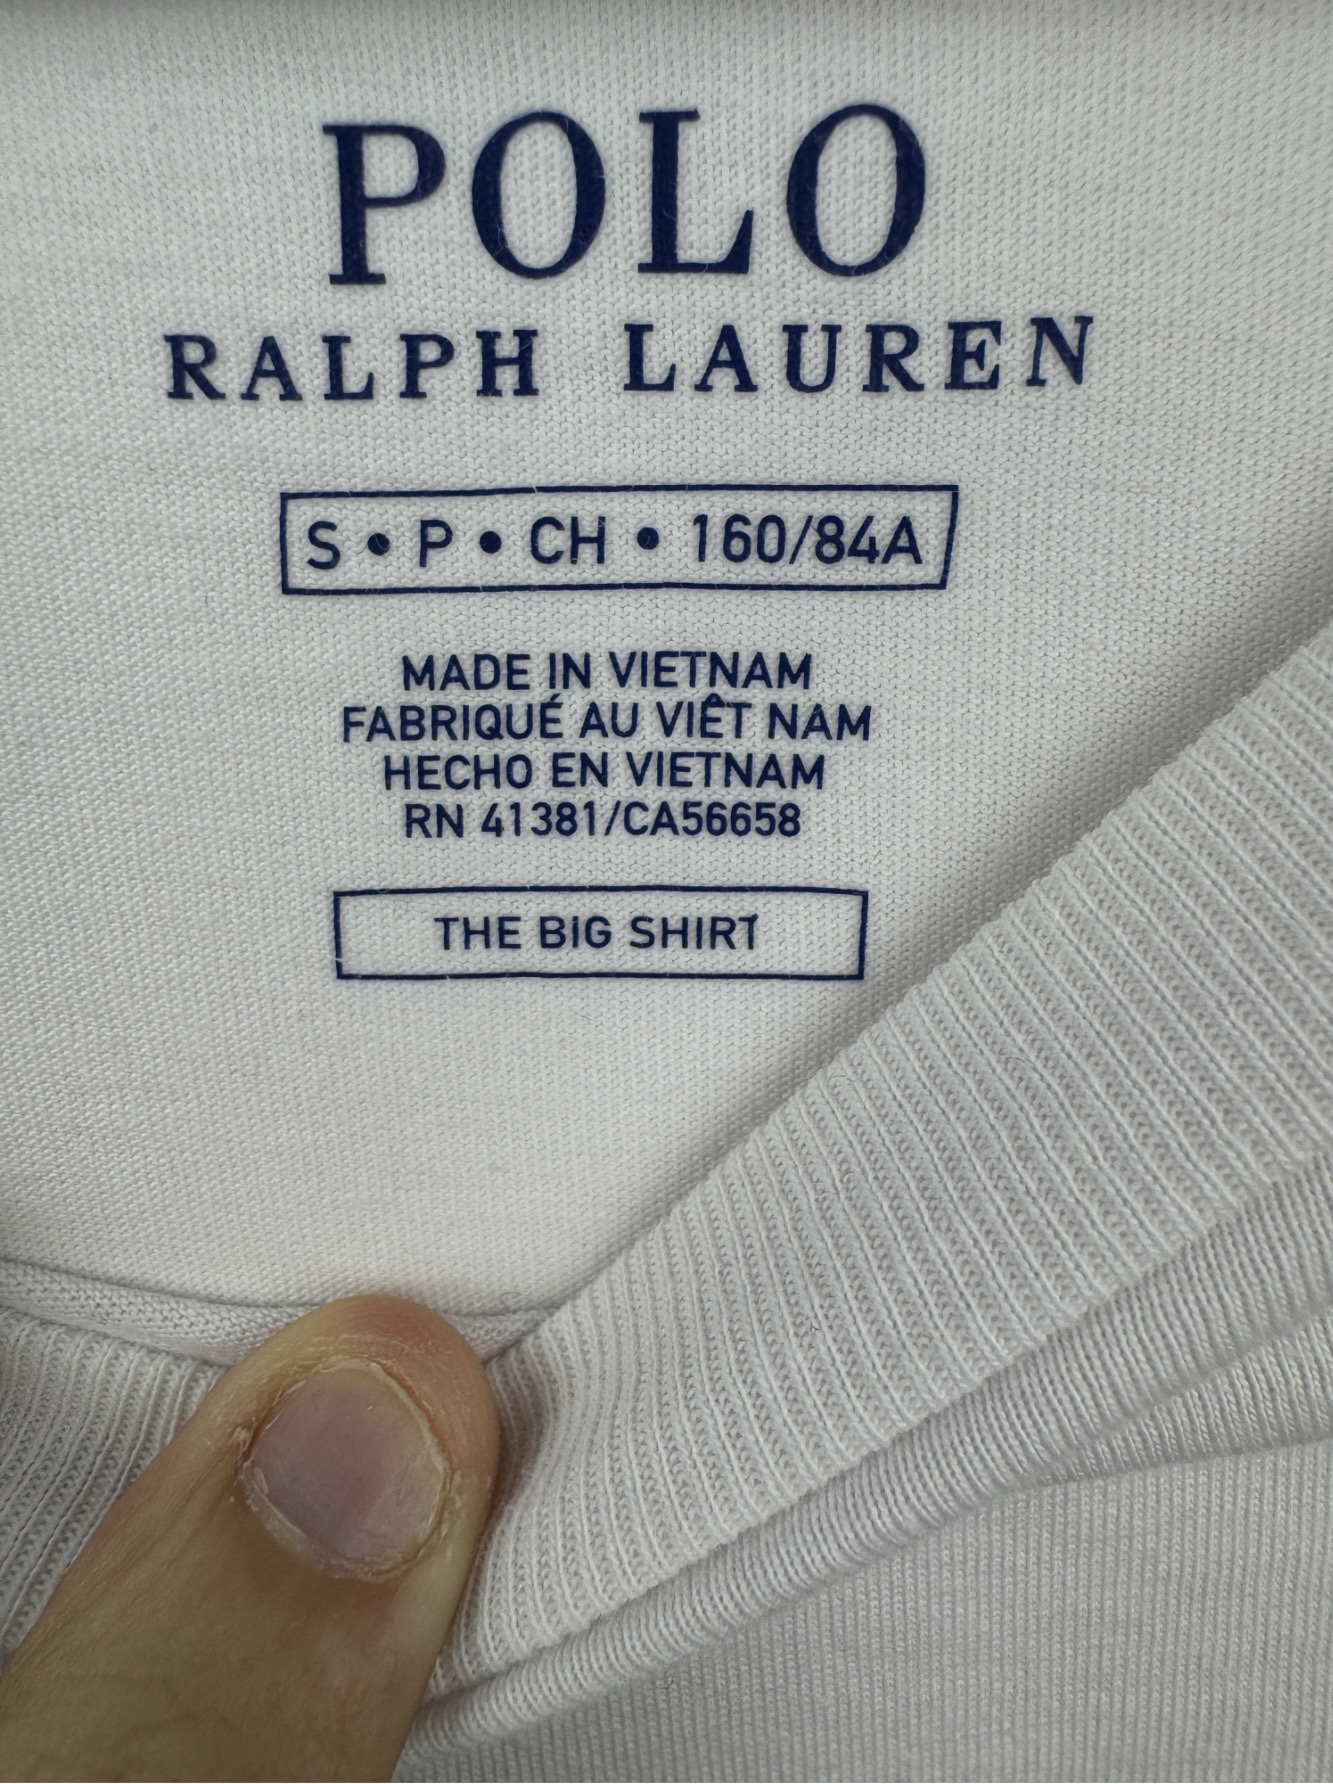 POLO
RALPH LAUREN
S • P • CH • 160/84A
MADE IN VIETNAM
FABRIQUÉ AU VIÊT NAM
HECHO EN VIETNAM
RN 41381/CA56658
THE BIG SHIRT